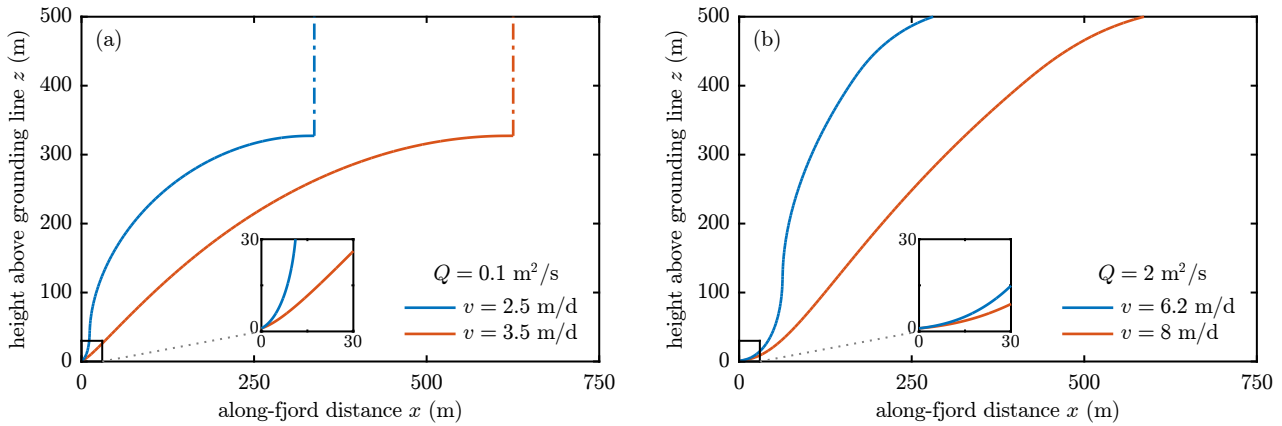 (a)
height above grounding line z (m)
500
400
300
200
100
0
30
0
0
30
Q = 0.1 m²/s
v = 2.5 m/d
v = 3.5 m/d
0
250
500
750
along-fjord distance x (m)
(b)
height above grounding line z (m)
500
400
300
200
100
0
30
0
0
30
Q = 2 m²/s
v = 6.2 m/d
v = 8 m/d
0
250
500
750
along-fjord distance x (m)